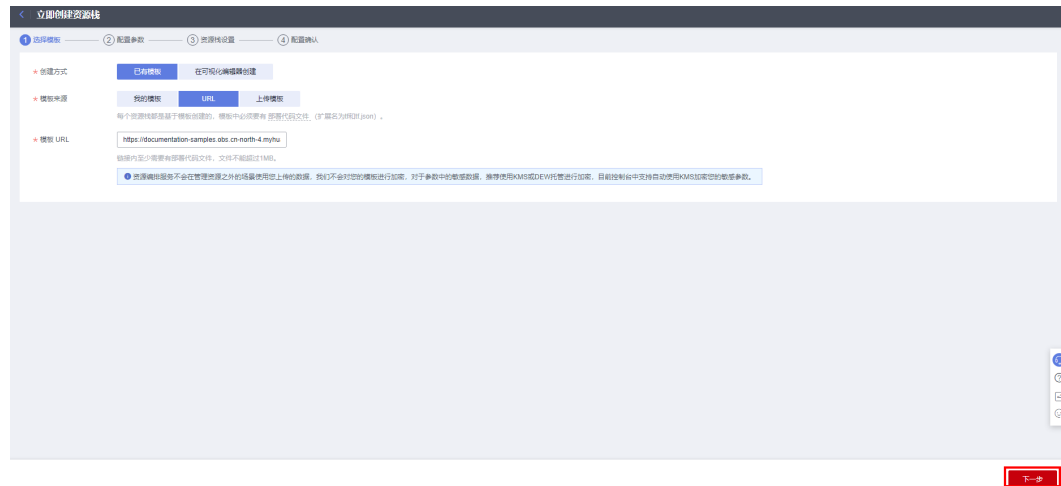 立即创建资源栈
1 选择模板 2 配置参数 3 资源栈设置 4 配置确认
* 创建方式 已有模板 在可视化编辑器创建
* 模板来源 我的模板 URL 上传模板
每个资源栈都是基于模板创建的，模板中必须要有 部署代码文件（扩展名为tf和tf.json）。
* 模板 URL https://documentation-samples.obs.cn-north-4.myhu
链接内至少需要有部署代码文件，文件不能超过1MB。
资源编排服务不会在管理资源之外的场景使用您上传的数据，我们不会对您的模板进行加密，对于参数中的敏感数据，推荐使用KMS或DEW托管进行加密，目前控制台中支持自动使用KMS加密您的敏感参数。
下一步